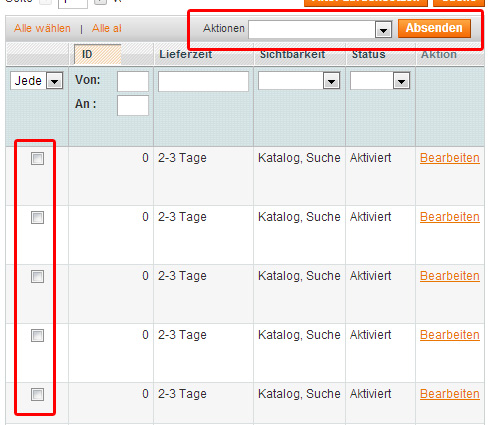 Alle wählen | Alle al Aktionen Absenden
ID Lieferzeit Sichtbarkeit Status Aktion
Jede Von:
An :
0 2-3 Tage Katalog, Suche Aktiviert Bearbeiten
0 2-3 Tage Katalog, Suche Aktiviert Bearbeiten
0 2-3 Tage Katalog, Suche Aktiviert Bearbeiten
0 2-3 Tage Katalog, Suche Aktiviert Bearbeiten
0 2-3 Tage Katalog, Suche Aktiviert Bearbeiten